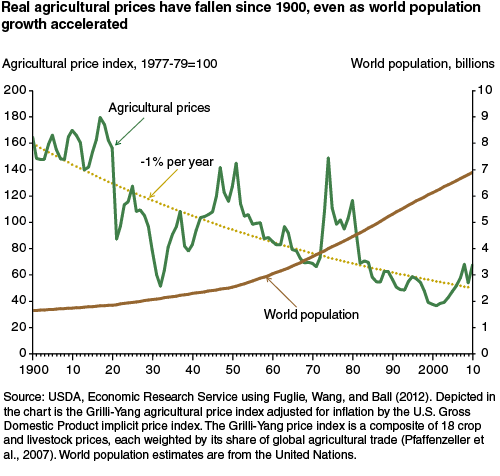 Real agricultural prices have fallen since 1900, even as world population
growth accelerated
Agricultural price index, 1977-79=100
World population, billions
200
180
160
140
120
100
80
60
40
20
0
10
9
8
7
6
5
4
3
2
1
0
Agricultural prices
-1% per year
World population
1900 10 20 30 40 50 60 70 80 90 2000 10
Source: USDA, Economic Research Service using Fuglie, Wang, and Ball (2012). Depicted in
the chart is the Grilli-Yang agricultural price index adjusted for inflation by the U.S. Gross
Domestic Product implicit price index. The Grilli-Yang price index is a composite of 18 crop
and livestock prices, each weighted by its share of global agricultural trade (Pfaffenzeller et
al., 2007). World population estimates are from the United Nations.